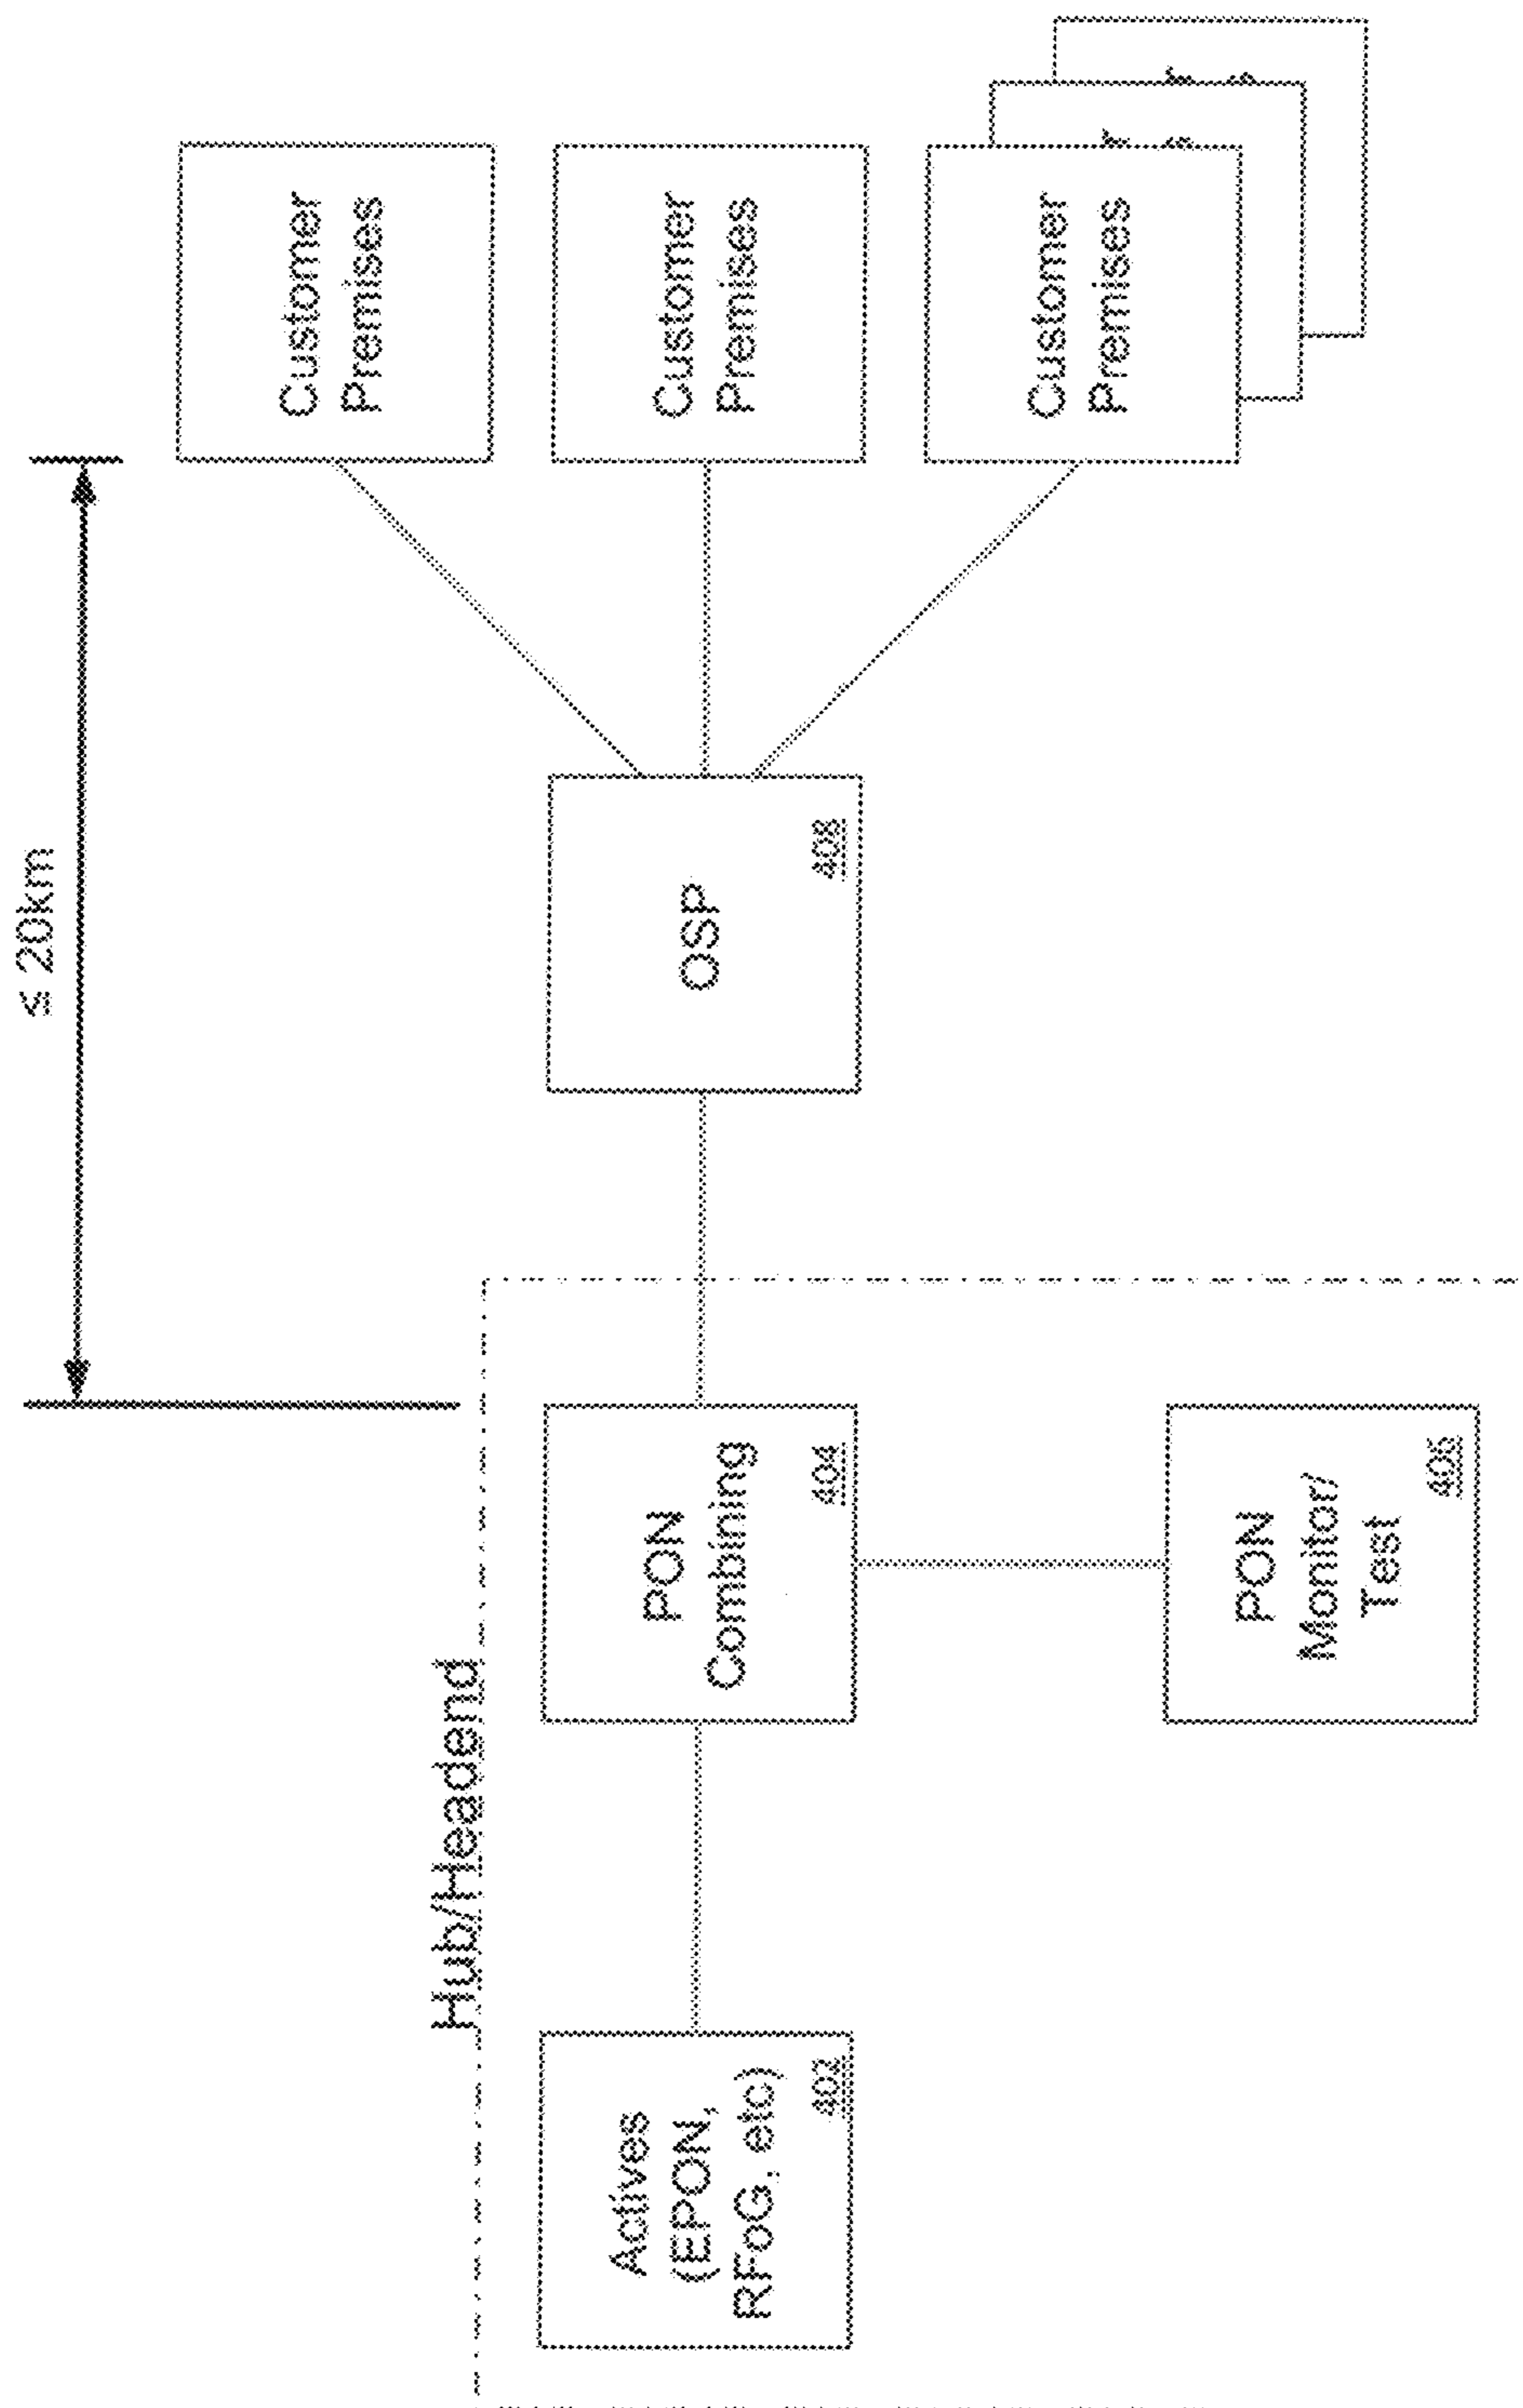 ≤ 20km
Customer
Premises
Hub/Headend
Actives
(EPON,
RFoG, etc)
402
PON
Combining
404
OSP
408
Customer
Premises
Customer
Premises
PON
Monitor/
Test
406